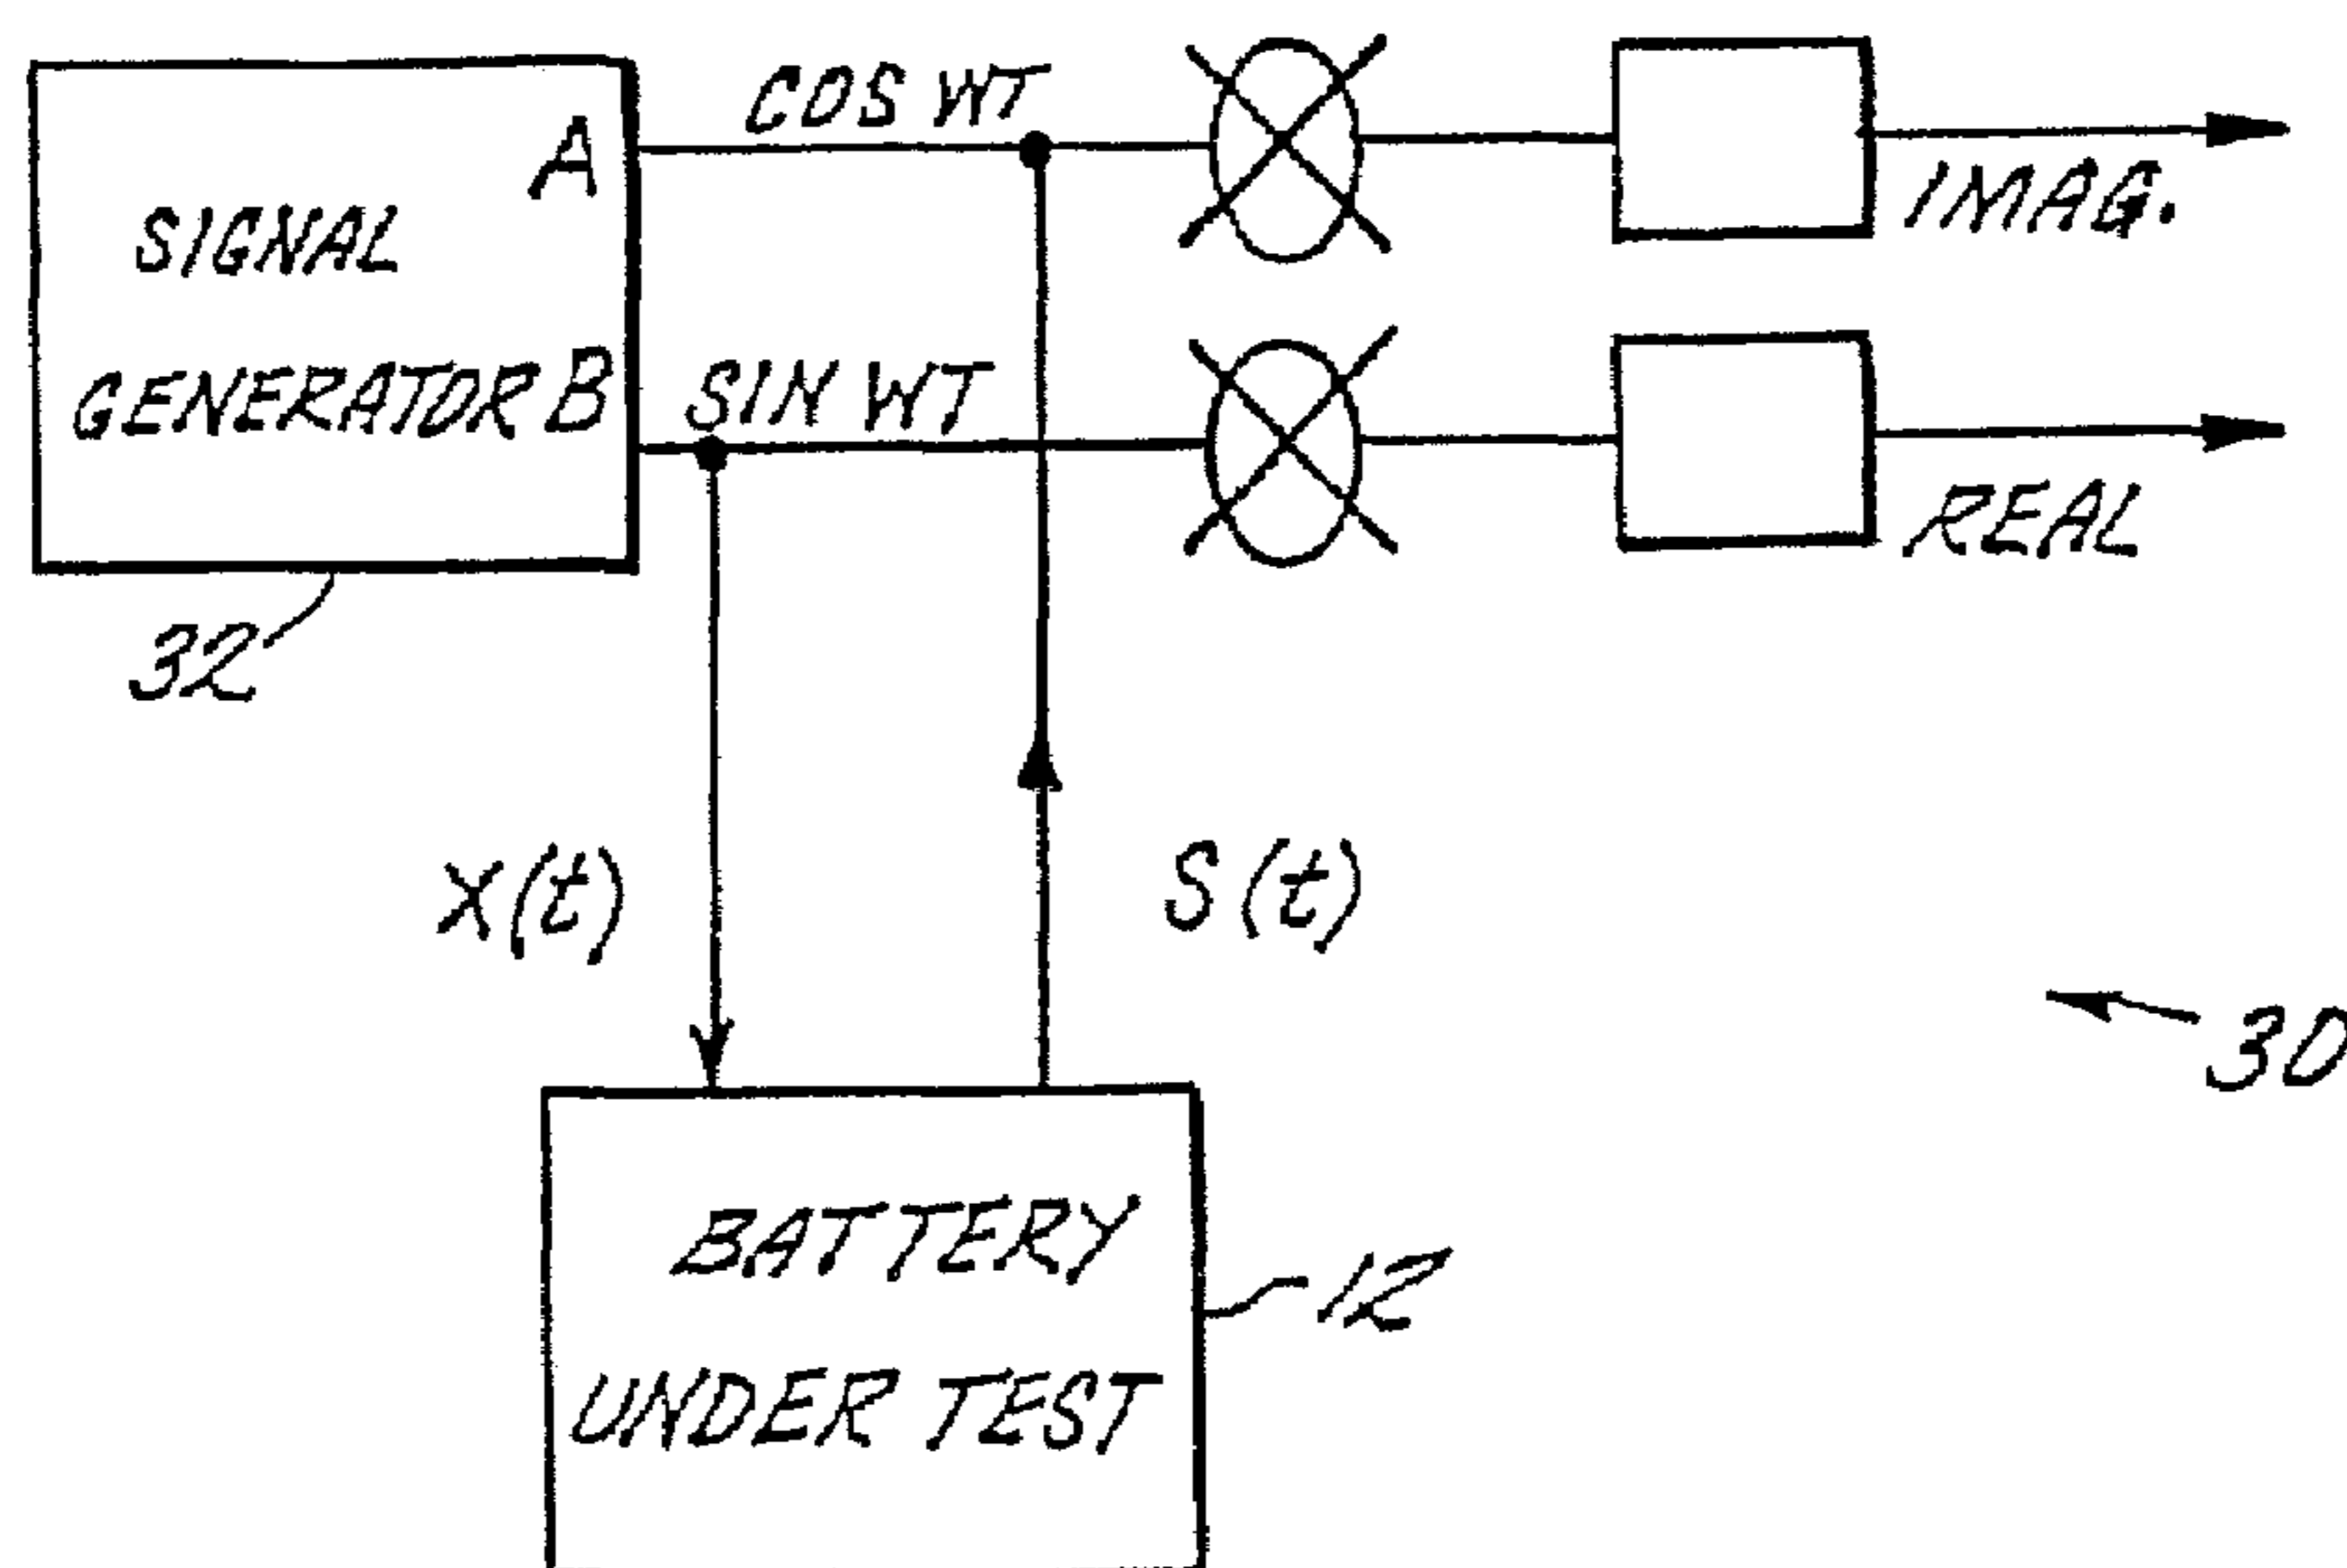 COS WT
A
SIGNAL
GENERATOR B
SIN WT
IMAG.
REAL
32
X(t)
S(t)
30
BATTERY
UNDER TEST
12